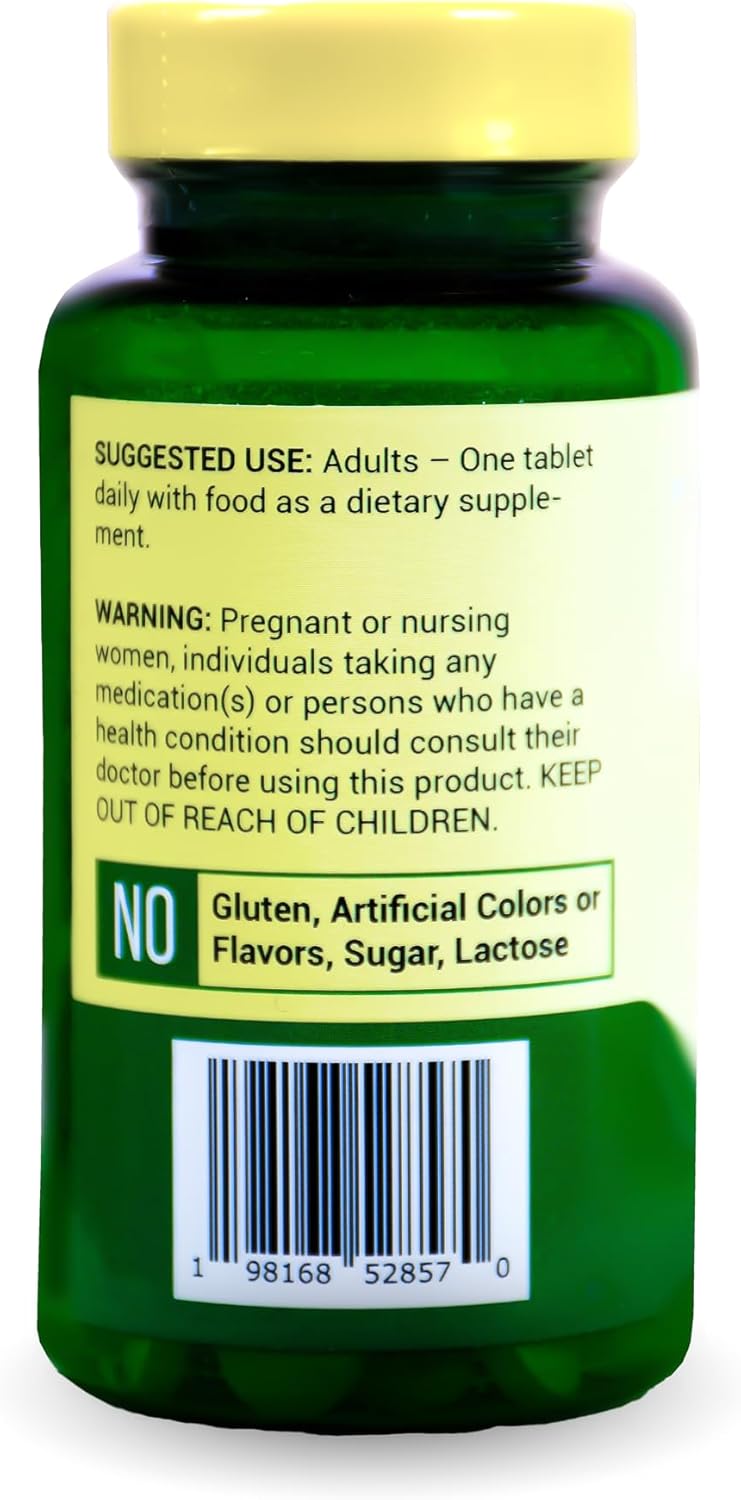 SUGGESTED USE: Adults – One tablet
daily with food as a dietary supple-
ment.
WARNING: Pregnant or nursing
women, individuals taking any
medication(s) or persons who have a
health condition should consult their
doctor before using this product. KEEP
OUT OF REACH OF CHILDREN.
NO
Gluten, Artificial Colors or
Flavors, Sugar, Lactose
1 98168 52857 0